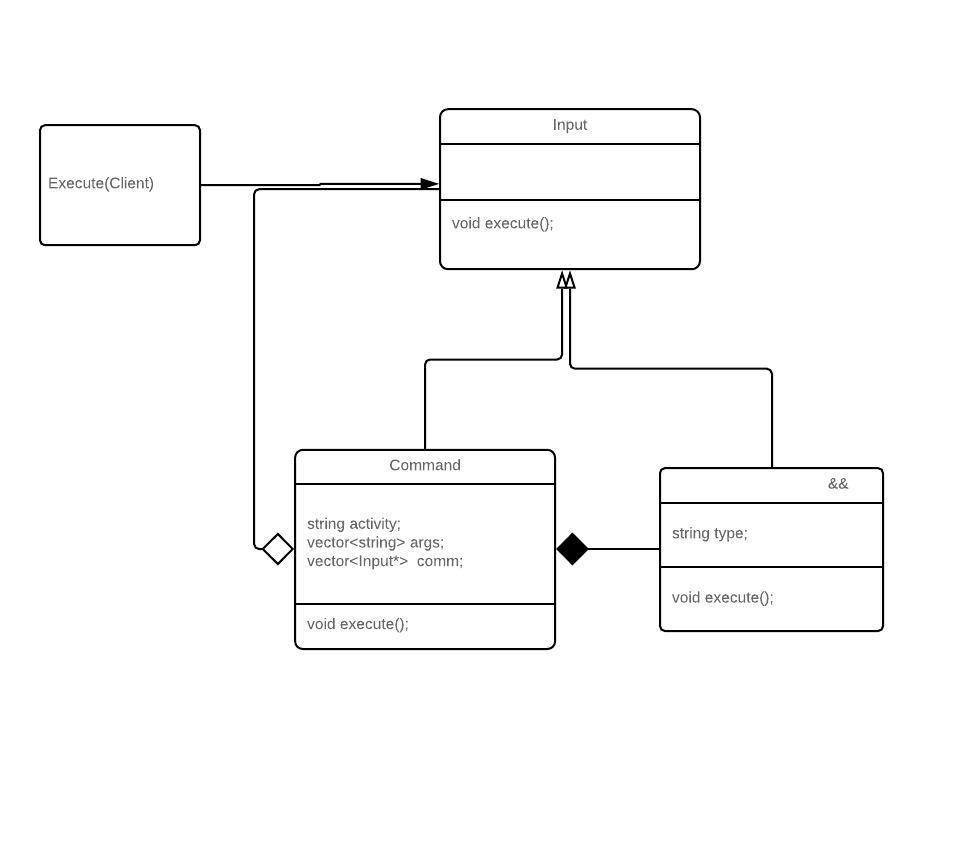 Input
Execute(Client)
void execute();
Command
string activity;
vector<string> args;
vector<Input*>  comm;
void execute();
&&
string type;
void execute();